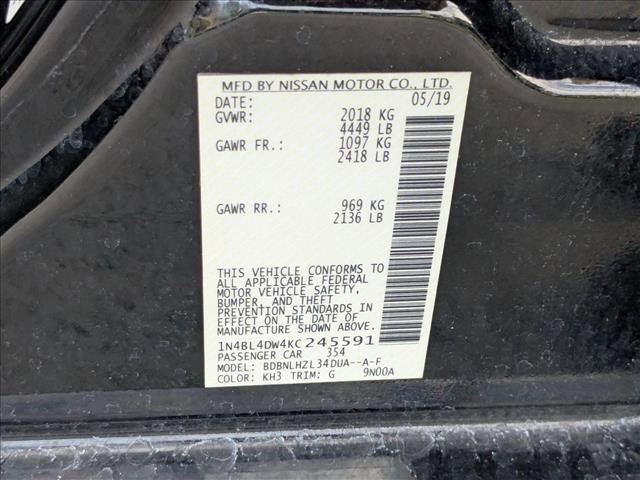 MFD BY NISSAN MOTOR CO., LTD.
DATE: 05/19
GVWR: 2018 KG
4449 LB
GAWR FR.: 1097 KG
2418 LB
GAWR RR.: 969 KG
2136 LB
THIS VEHICLE CONFORMS TO
ALL APPLICABLE FEDERAL
MOTOR VEHICLE SAFETY,
BUMPER, AND THEFT
PREVENTION STANDARDS IN
EFFECT ON THE DATE OF
MANUFACTURE SHOWN ABOVE.
1N4BL4DW4KC245591
PASSENGER CAR 354
MODEL: BDBNLHZL34DUA--A-F
COLOR: KH3 TRIM: G 9N00A